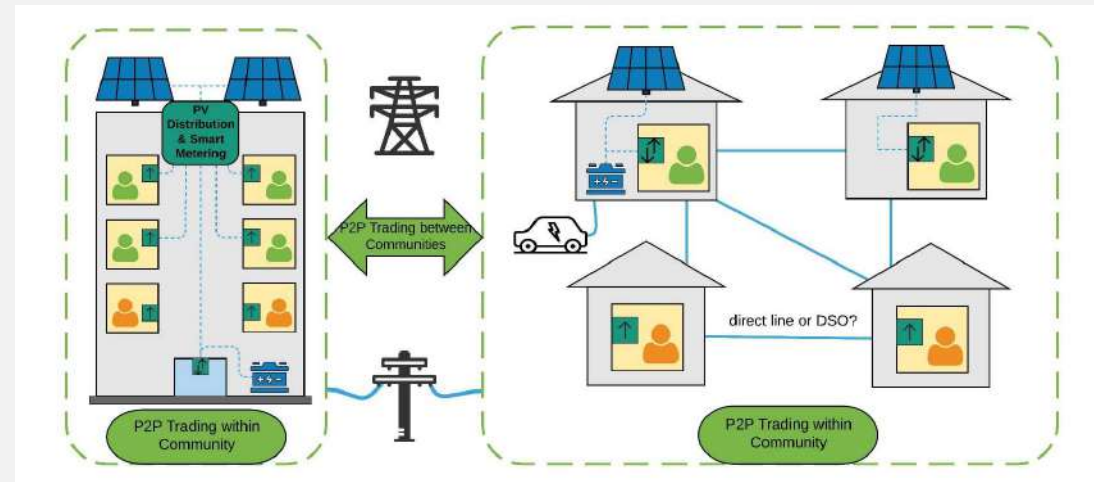 PV
Distribution
& Smart
Metering
P2P Trading between
Communities
direct line or DSO?
P2P Trading within
Community
P2P Trading within
Community